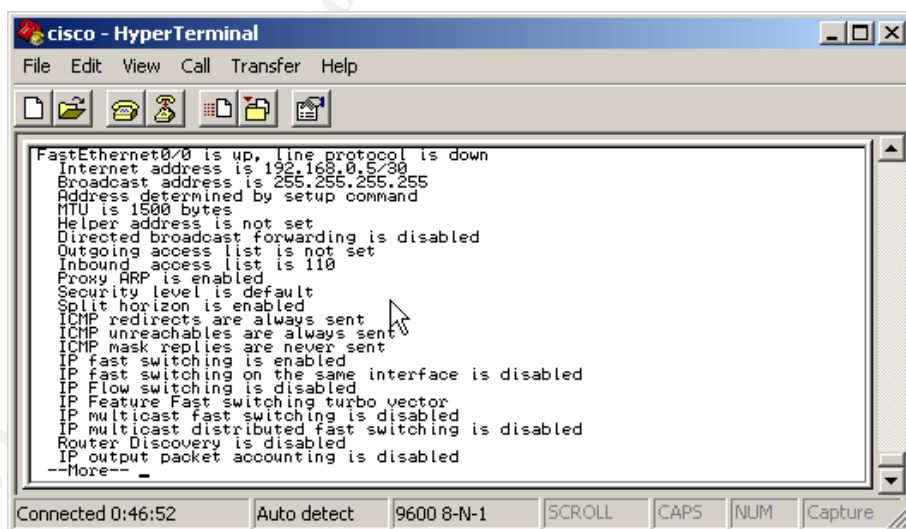 cisco - HyperTerminal
File Edit View Call Transfer Help
FastEthernet0/0 is up, line protocol is down
Internet address is 192.168.0.5/30
Broadcast address is 255.255.255.255
Address determined by setup command
MTU is 1500 bytes
Helper address is not set
Directed broadcast forwarding is disabled
Outgoing access list is not set
Inbound  access list is 110
Proxy ARP is enabled
Security level is default
Split horizon is enabled
ICMP redirects are always sent
ICMP unreachables are always sent
ICMP mask replies are never sent
IP fast switching is enabled
IP fast switching on the same interface is disabled
IP Flow switching is disabled
IP Feature Fast switching turbo vector
IP multicast fast switching is disabled
IP multicast distributed fast switching is disabled
Router Discovery is disabled
IP output packet accounting is disabled
--More-- _
Connected 0:46:52 Auto detect 9600 8-N-1 SCROLL CAPS NUM Capture